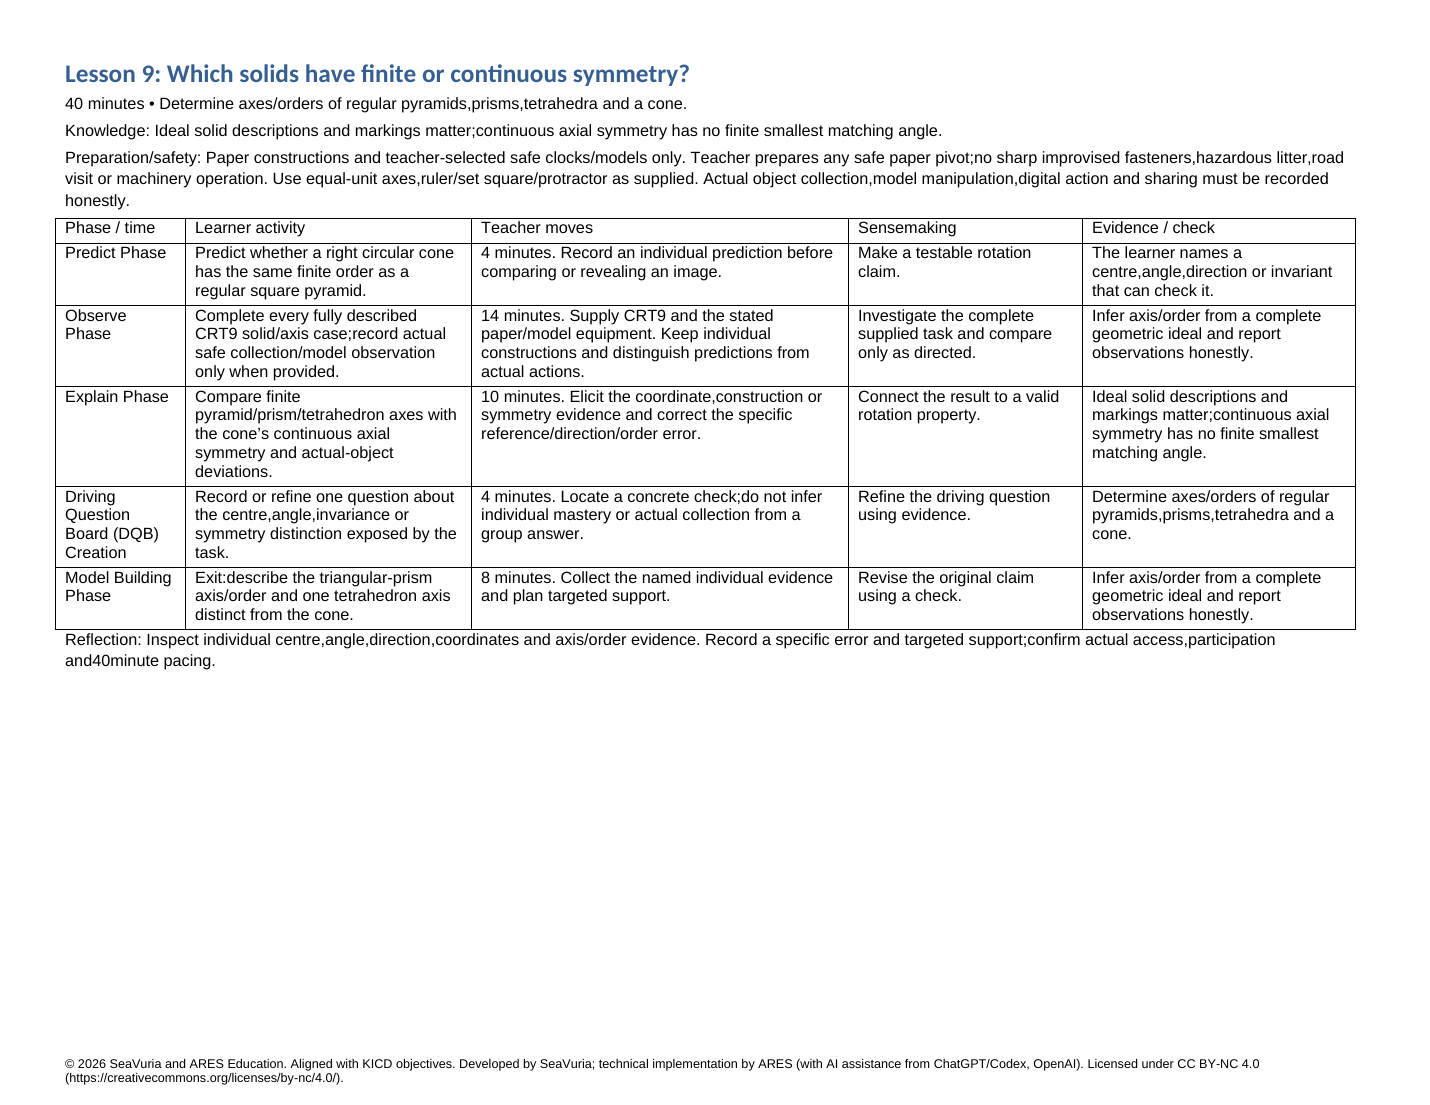 Lesson 9: Which solids have finite or continuous symmetry?
40 minutes • Determine axes/orders of regular pyramids,prisms,tetrahedra and a cone.
Knowledge: Ideal solid descriptions and markings matter;continuous axial symmetry has no finite smallest matching angle.
Preparation/safety: Paper constructions and teacher-selected safe clocks/models only. Teacher prepares any safe paper pivot;no sharp improvised fasteners,hazardous litter,road
visit or machinery operation. Use equal-unit axes,ruler/set square/protractor as supplied. Actual object collection,model manipulation,digital action and sharing must be recorded
honestly.
Phase / time
Learner activity
Teacher moves
Sensemaking
Evidence / check
Predict Phase
Predict whether a right circular cone
has the same finite order as a
regular square pyramid.
4 minutes. Record an individual prediction before
comparing or revealing an image.
Make a testable rotation
claim.
The learner names a
centre,angle,direction or invariant
that can check it.
Observe
Phase
Complete every fully described
CRT9 solid/axis case;record actual
safe collection/model observation
only when provided.
14 minutes. Supply CRT9 and the stated
paper/model equipment. Keep individual
constructions and distinguish predictions from
actual actions.
Investigate the complete
supplied task and compare
only as directed.
Infer axis/order from a complete
geometric ideal and report
observations honestly.
Explain Phase
Compare finite
pyramid/prism/tetrahedron axes with
the cone’s continuous axial
symmetry and actual-object
deviations.
10 minutes. Elicit the coordinate,construction or
symmetry evidence and correct the specific
reference/direction/order error.
Connect the result to a valid
rotation property.
Ideal solid descriptions and
markings matter;continuous axial
symmetry has no finite smallest
matching angle.
Driving
Question
Board (DQB)
Creation
Record or refine one question about
the centre,angle,invariance or
symmetry distinction exposed by the
task.
4 minutes. Locate a concrete check;do not infer
individual mastery or actual collection from a
group answer.
Refine the driving question
using evidence.
Determine axes/orders of regular
pyramids,prisms,tetrahedra and a
cone.
Model Building
Phase
Exit:describe the triangular-prism
axis/order and one tetrahedron axis
distinct from the cone.
8 minutes. Collect the named individual evidence
and plan targeted support.
Revise the original claim
using a check.
Infer axis/order from a complete
geometric ideal and report
observations honestly.
Reflection: Inspect individual centre,angle,direction,coordinates and axis/order evidence. Record a specific error and targeted support;confirm actual access,participation
and40minute pacing.
© 2026 SeaVuria and ARES Education. Aligned with KICD objectives. Developed by SeaVuria; technical implementation by ARES (with AI assistance from ChatGPT/Codex, OpenAI). Licensed under CC BY-NC 4.0
(https://creativecommons.org/licenses/by-nc/4.0/).